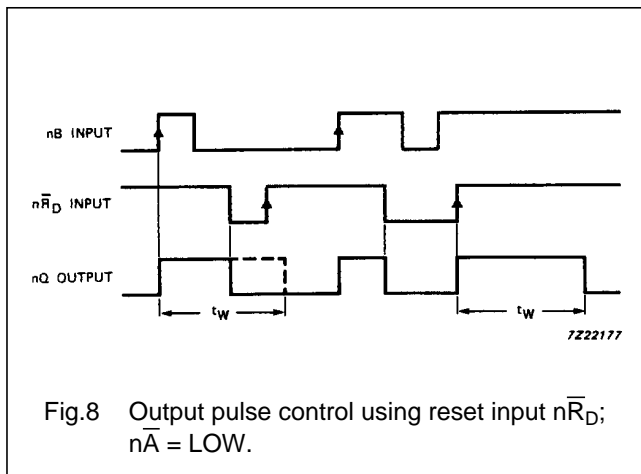 nB INPUT
nR̅D INPUT
nQ OUTPUT
tW
tW
7Z22177
Fig.8 Output pulse control using reset input nR̅D;
nA̅ = LOW.